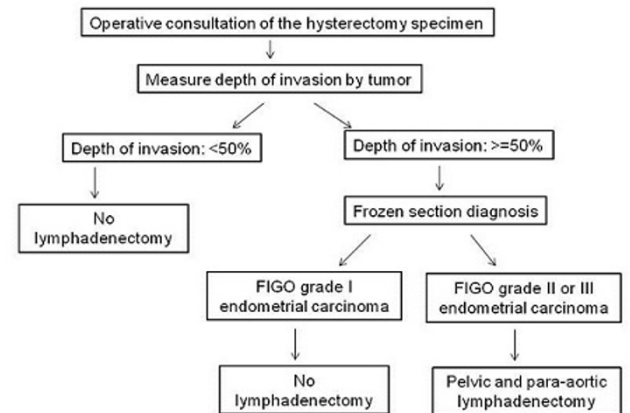 Operative consultation of the hysterectomy specimen
Measure depth of invasion by tumor
Depth of invasion: <50%
Depth of invasion: >=50%
No
lymphadenectomy
Frozen section diagnosis
FIGO grade I
endometrial carcinoma
FIGO grade II or III
endometrial carcinoma
No
lymphadenectomy
Pelvic and para-aortic
lymphadenectomy